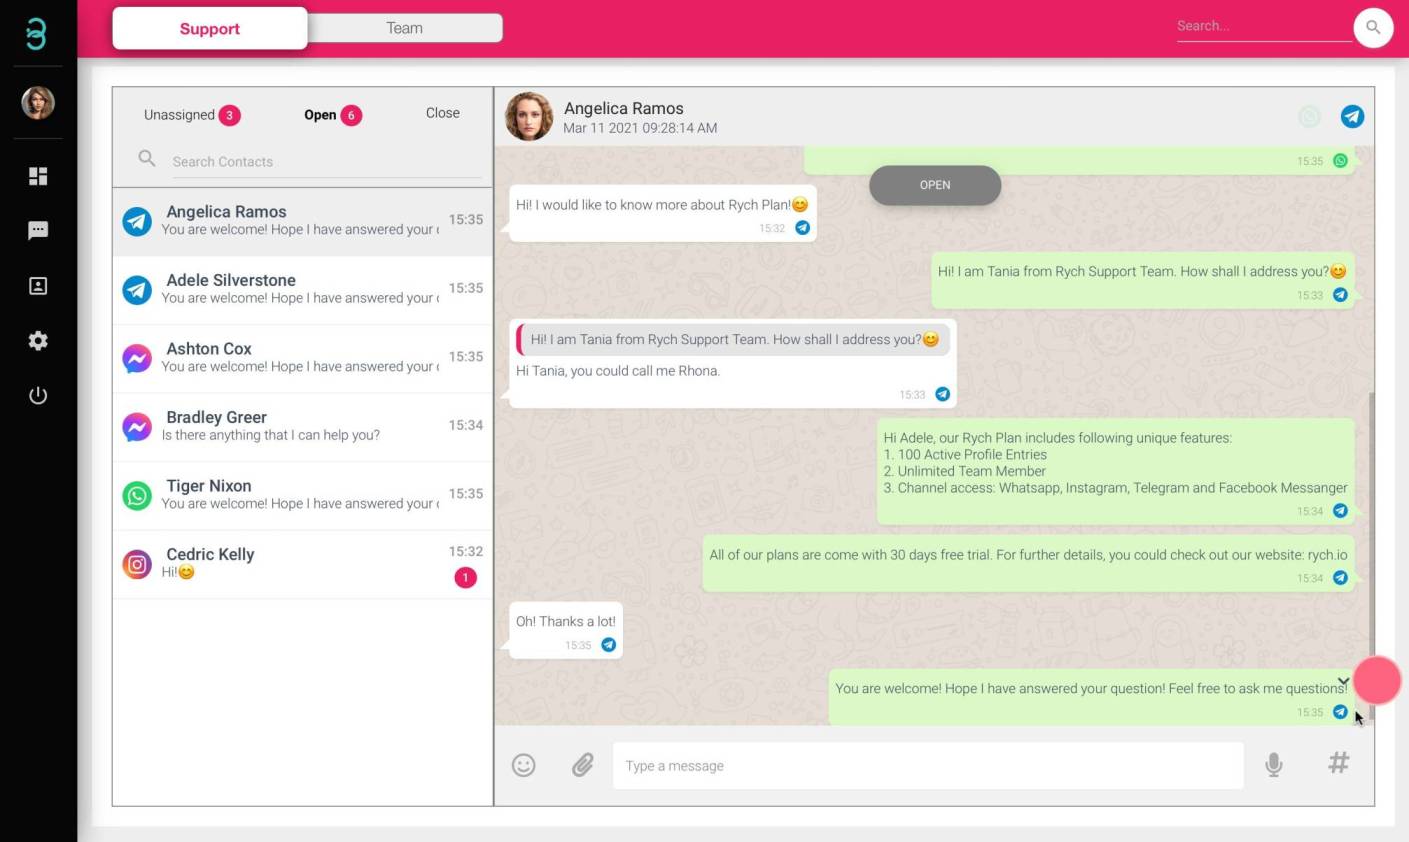 Support
Team
Search...
Unassigned 3
Open 6
Close
Search Contacts
Angelica Ramos
15:35
You are welcome! Hope I have answered your
Adele Silverstone
15:35
You are welcome! Hope I have answered your
Ashton Cox
15:35
You are welcome! Hope I have answered your
Bradley Greer
15:34
Is there anything that I can help you?
Tiger Nixon
15:35
You are welcome! Hope I have answered your
Cedric Kelly
15:32
Hi!😊
1
Angelica Ramos
Mar 11 2021 09:28:14 AM
15:35
OPEN
Hi! I would like to know more about Rych Plan!😊
15:32
Hi! I am Tania from Rych Support Team. How shall I address you?😊
15:33
Hi! I am Tania from Rych Support Team. How shall I address you?😊
Hi Tania, you could call me Rhona.
15:33
Hi Adele, our Rych Plan includes following unique features:
1. 100 Active Profile Entries
2. Unlimited Team Member
3. Channel access: Whatsapp, Instagram, Telegram and Facebook Messanger
15:34
All of our plans are come with 30 days free trial. For further details, you could check out our website: rych.io
15:34
Oh! Thanks a lot!
15:35
You are welcome! Hope I have answered your question! Feel free to ask me questions!
15:35
Type a message
#